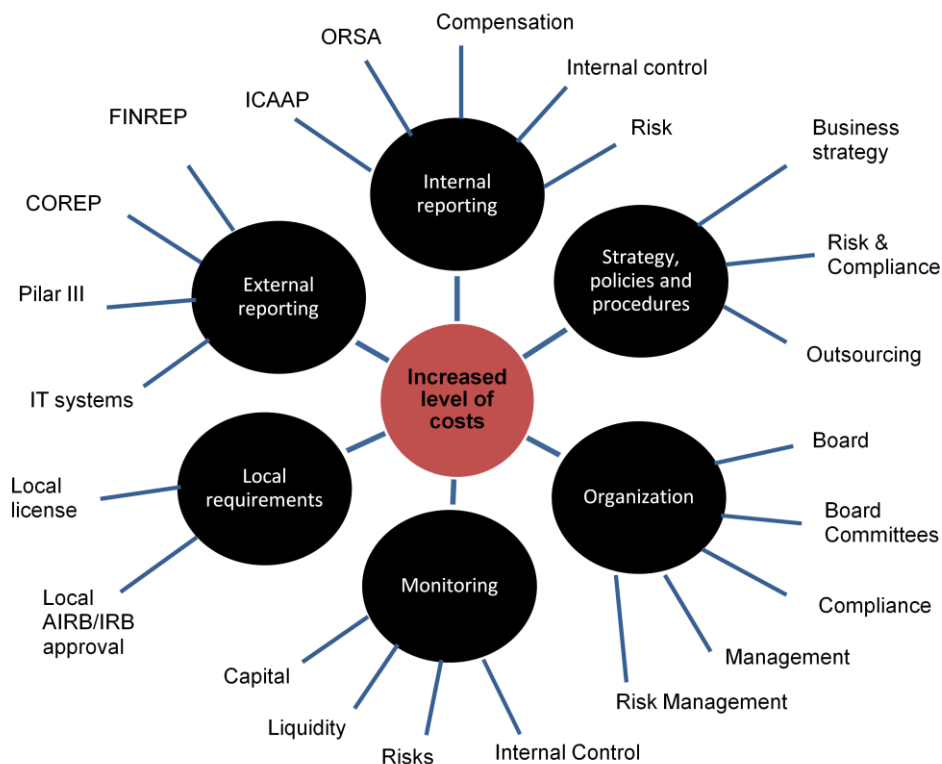 Compensation
ORSA
Internal control
ICAAP
FINREP
Risk
Business
strategy
Internal
reporting
COREP
Risk &
Compliance
Strategy,
policies and
procedures
External
reporting
Pilar III
Outsourcing
IT systems
Increased
level of
costs
Board
Local
requirements
Local
license
Organization
Board
Committees
Monitoring
Compliance
Local
AIRB/IRB
approval
Management
Capital
Risk Management
Liquidity
Risks
Internal Control